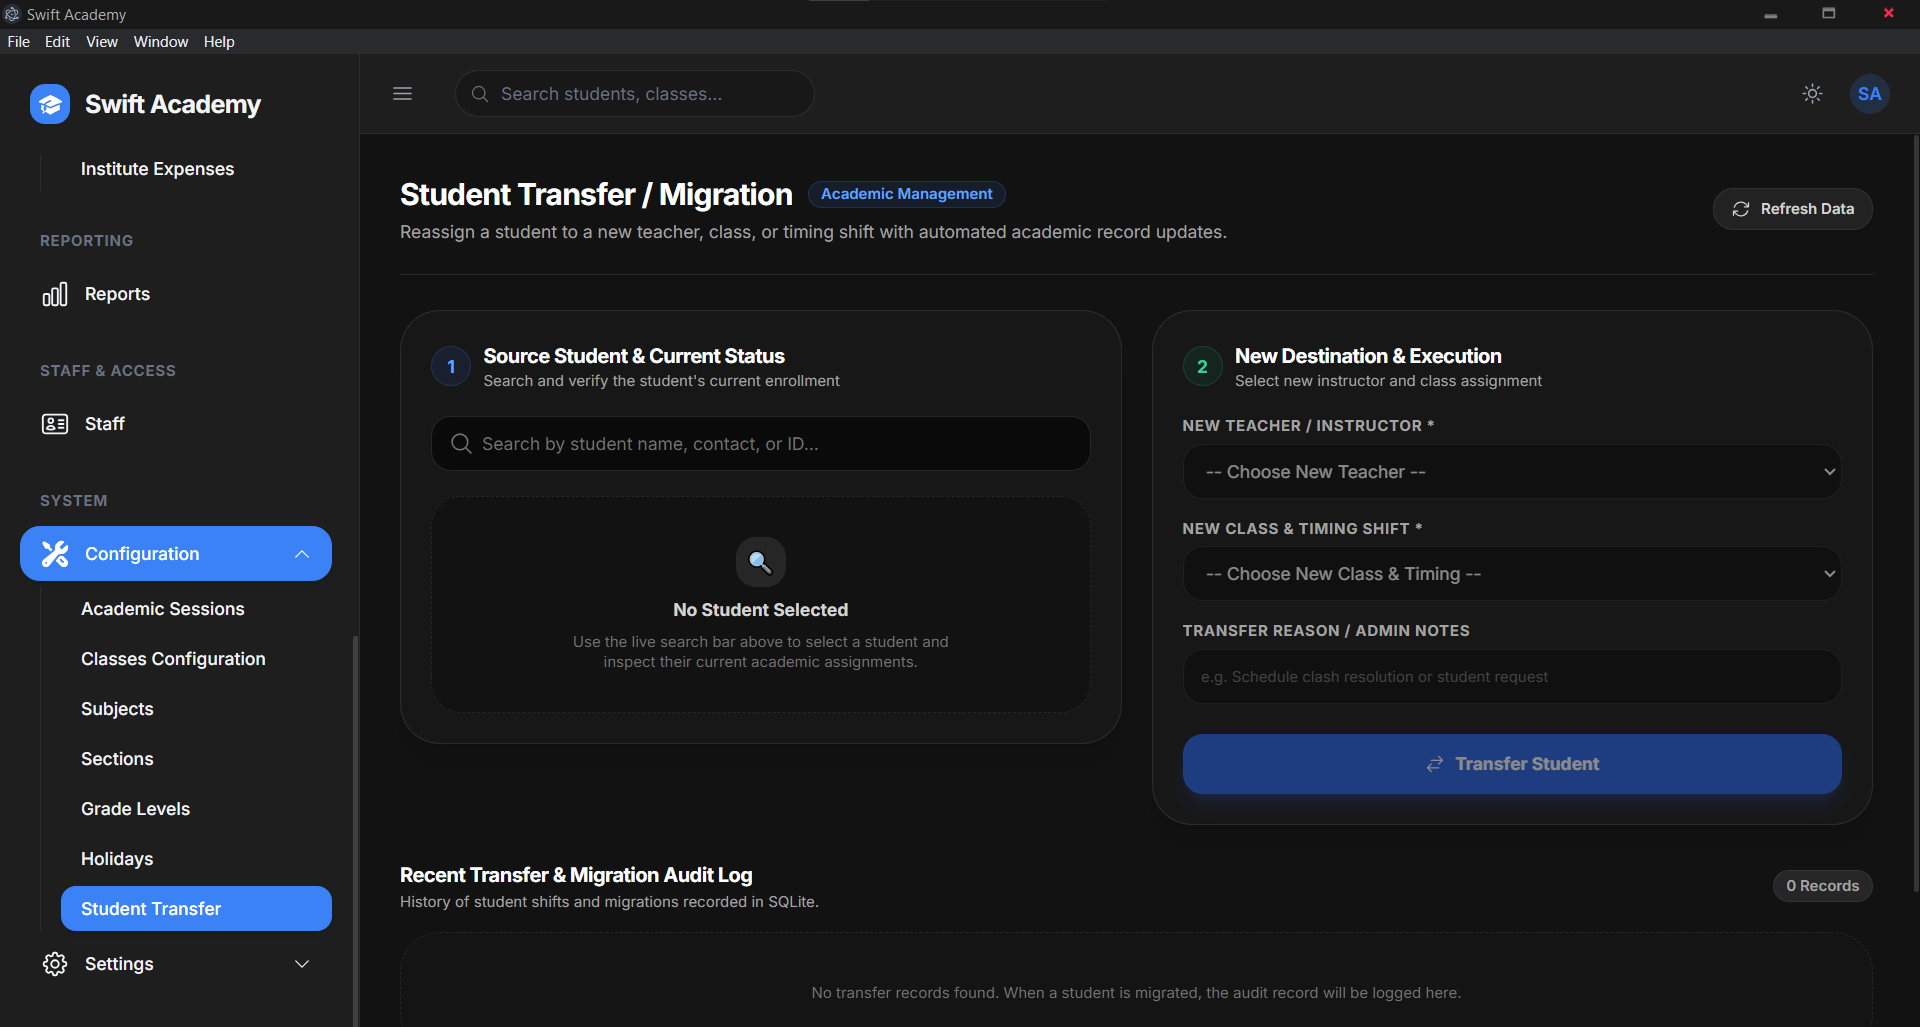 Swift Academy
File Edit View Window Help
Swift Academy
Institute Expenses
REPORTING
Reports
STAFF & ACCESS
Staff
SYSTEM
Configuration
Academic Sessions
Classes Configuration
Subjects
Sections
Grade Levels
Holidays
Student Transfer
Settings
Search students, classes...
SA
Student Transfer / Migration
Academic Management
Reassign a student to a new teacher, class, or timing shift with automated academic record updates.
Refresh Data
1
Source Student & Current Status
Search and verify the student's current enrollment
Search by student name, contact, or ID...
No Student Selected
Use the live search bar above to select a student and
inspect their current academic assignments.
2
New Destination & Execution
Select new instructor and class assignment
NEW TEACHER / INSTRUCTOR *
-- Choose New Teacher --
NEW CLASS & TIMING SHIFT *
-- Choose New Class & Timing --
TRANSFER REASON / ADMIN NOTES
e.g. Schedule clash resolution or student request
Transfer Student
Recent Transfer & Migration Audit Log
History of student shifts and migrations recorded in SQLite.
0 Records
No transfer records found. When a student is migrated, the audit record will be logged here.